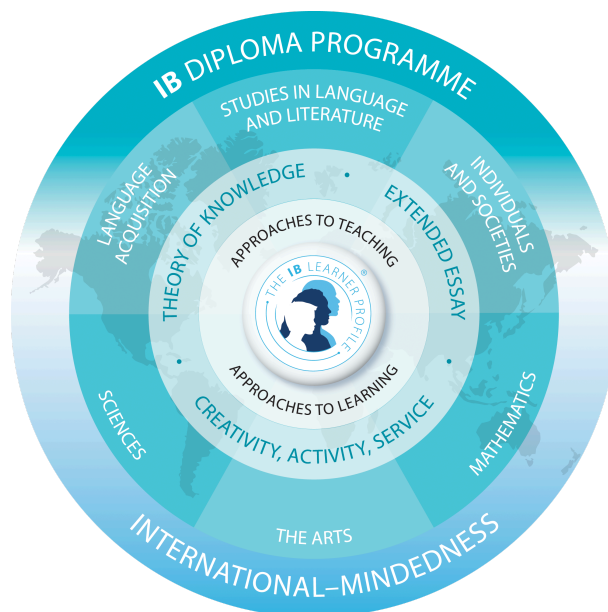 IB DIPLOMA PROGRAMME
STUDIES IN LANGUAGE
AND LITERATURE
LANGUAGE
ACQUISITION
INDIVIDUALS
AND SOCIETIES
THEORY OF KNOWLEDGE
EXTENDED ESSAY
APPROACHES TO TEACHING
THE IB LEARNER PROFILE ®
APPROACHES TO LEARNING
CREATIVITY, ACTIVITY, SERVICE
SCIENCES
MATHEMATICS
THE ARTS
INTERNATIONAL–MINDEDNESS